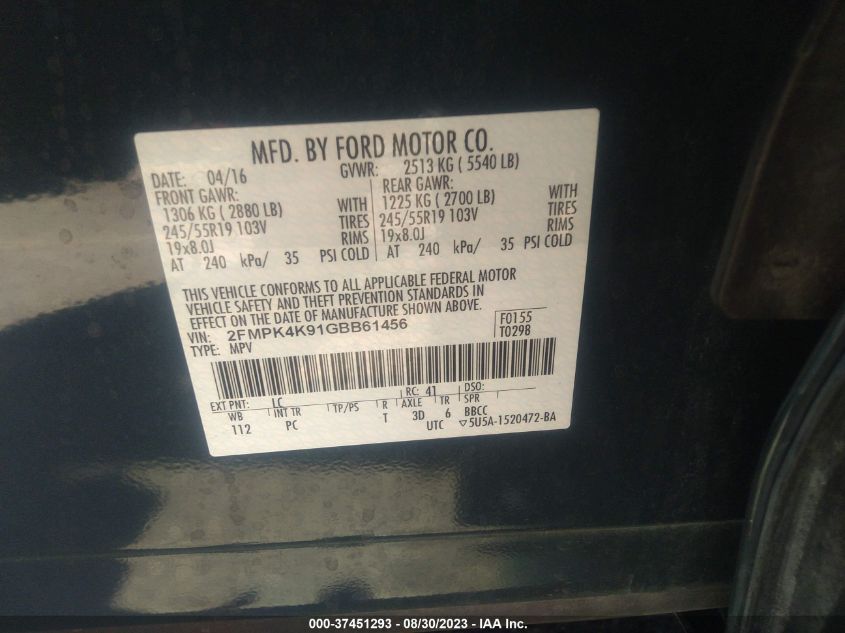 MFD. BY FORD MOTOR CO.
DATE: 04/16 GVWR: 2513 KG ( 5540 LB)
FRONT GAWR: REAR GAWR:
1306 KG ( 2880 LB) WITH 1225 KG ( 2700 LB) WITH
245/55R19 103V TIRES 245/55R19 103V TIRES
19x8.0J RIMS 19x8.0J RIMS
AT 240 kPa/ 35 PSI COLD AT 240 kPa/ 35 PSI COLD
THIS VEHICLE CONFORMS TO ALL APPLICABLE FEDERAL MOTOR
VEHICLE SAFETY AND THEFT PREVENTION STANDARDS IN
EFFECT ON THE DATE OF MANUFACTURE SHOWN ABOVE.
VIN: 2FMPK4K91GBB61456 F0155
TYPE: MPV T0298
EXT PNT: LC RC: 41 DSO:
WB INT TR TP/PS R AXLE TR SPR
112 PC T 3D 6 BBCC
UTC ▽5U5A-1520472-BA
000-37451293 - 08/30/2023 - IAA Inc.